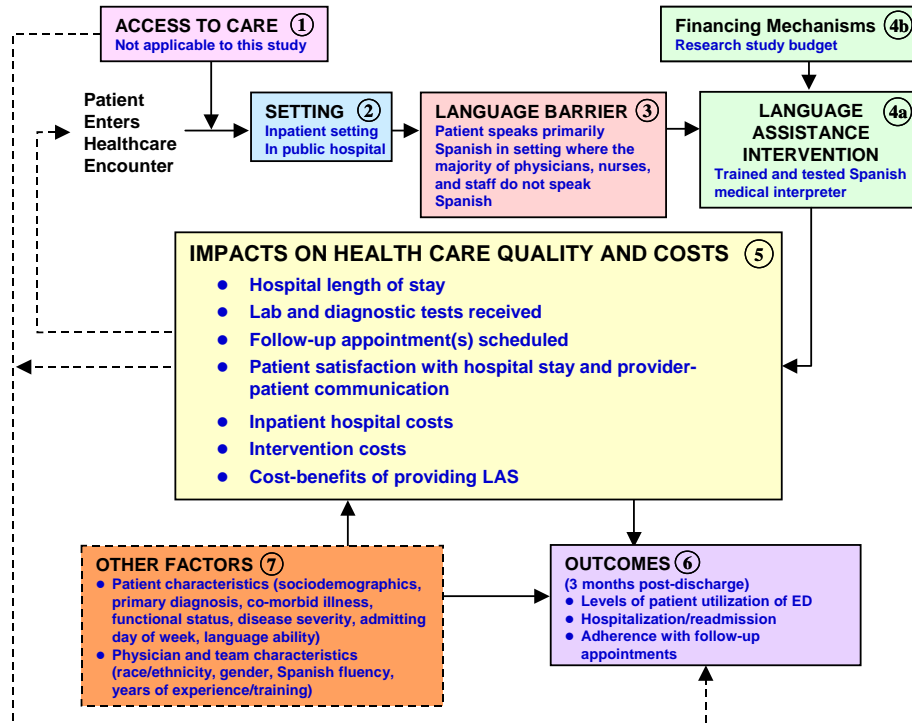 ACCESS TO CARE ①
Not applicable to this study
Financing Mechanisms 4b
Research study budget
Patient
Enters
Healthcare
Encounter
SETTING ②
Inpatient setting
In public hospital
LANGUAGE BARRIER ③
Patient speaks primarily
Spanish in setting where the
majority of physicians, nurses,
and staff do not speak
Spanish
LANGUAGE 4a
ASSISTANCE
INTERVENTION
Trained and tested Spanish
medical interpreter
IMPACTS ON HEALTH CARE QUALITY AND COSTS ⑤
● Hospital length of stay
● Lab and diagnostic tests received
● Follow-up appointment(s) scheduled
● Patient satisfaction with hospital stay and provider-
patient communication
● Inpatient hospital costs
● Intervention costs
● Cost-benefits of providing LAS
OTHER FACTORS ⑦
● Patient characteristics (sociodemographics,
primary diagnosis, co-morbid illness,
functional status, disease severity, admitting
day of week, language ability)
● Physician and team characteristics
(race/ethnicity, gender, Spanish fluency,
years of experience/training)
OUTCOMES ⑥
(3 months post-discharge)
● Levels of patient utilization of ED
● Hospitalization/readmission
● Adherence with follow-up
appointments